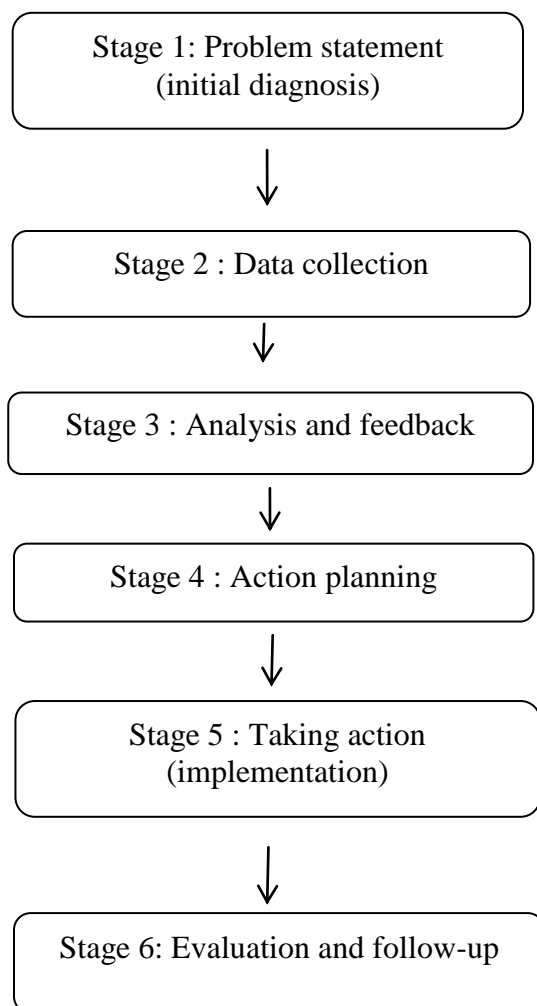 Stage 1: Problem statement
(initial diagnosis)
Stage 2 : Data collection
Stage 3 : Analysis and feedback
Stage 4 : Action planning
Stage 5 : Taking action
(implementation)
Stage 6: Evaluation and follow-up